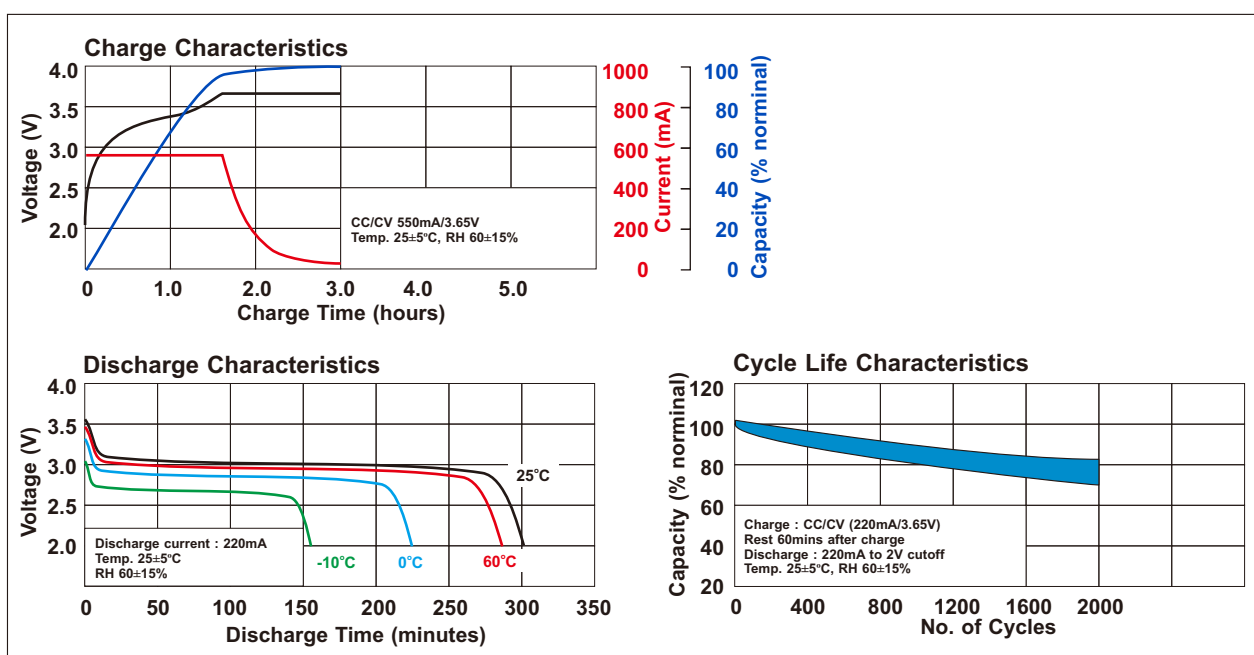 Charge Characteristics
Voltage (V)
4.0
3.5
3.0
2.5
2.0
0
1.0
2.0
3.0
4.0
5.0
Charge Time (hours)
CC/CV 550mA/3.65V
Temp. 25±5°C, RH 60±15%
1000
800
600
400
200
0
Current (mA)
100
80
60
40
20
0
Capacity (% norminal)
Discharge Characteristics
Voltage (V)
4.0
3.5
3.0
2.5
2.0
Discharge current : 220mA
Temp. 25±5°C
RH 60±15%
-10°C
0°C
60°C
25°C
0
50
100
150
200
250
300
350
Discharge Time (minutes)
Cycle Life Characteristics
Capacity (% norminal)
120
100
80
60
40
20
Charge : CC/CV (220mA/3.65V)
Rest 60mins after charge
Discharge : 220mA to 2V cutoff
Temp. 25±5°C, RH 60±15%
0
400
800
1200
1600
2000
No. of Cycles